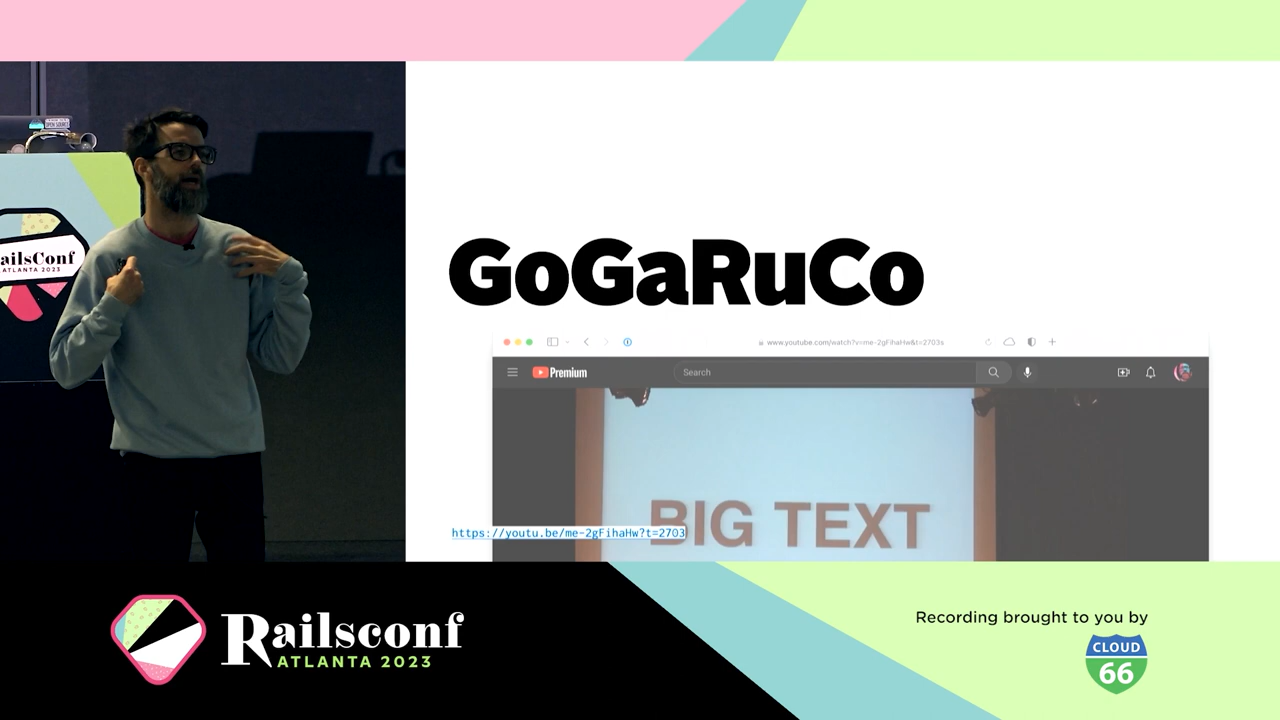 ailsConf
ATLANTA 2023
GoGaRuCo
www.youtube.com/watch?v=me-2gFihaHw&t=2703s
Premium
Search
BIG TEXT
https://youtu.be/me-2gFihaHw?t=2703
Railsconf
ATLANTA 2023
Recording brought to you by
CLOUD
66